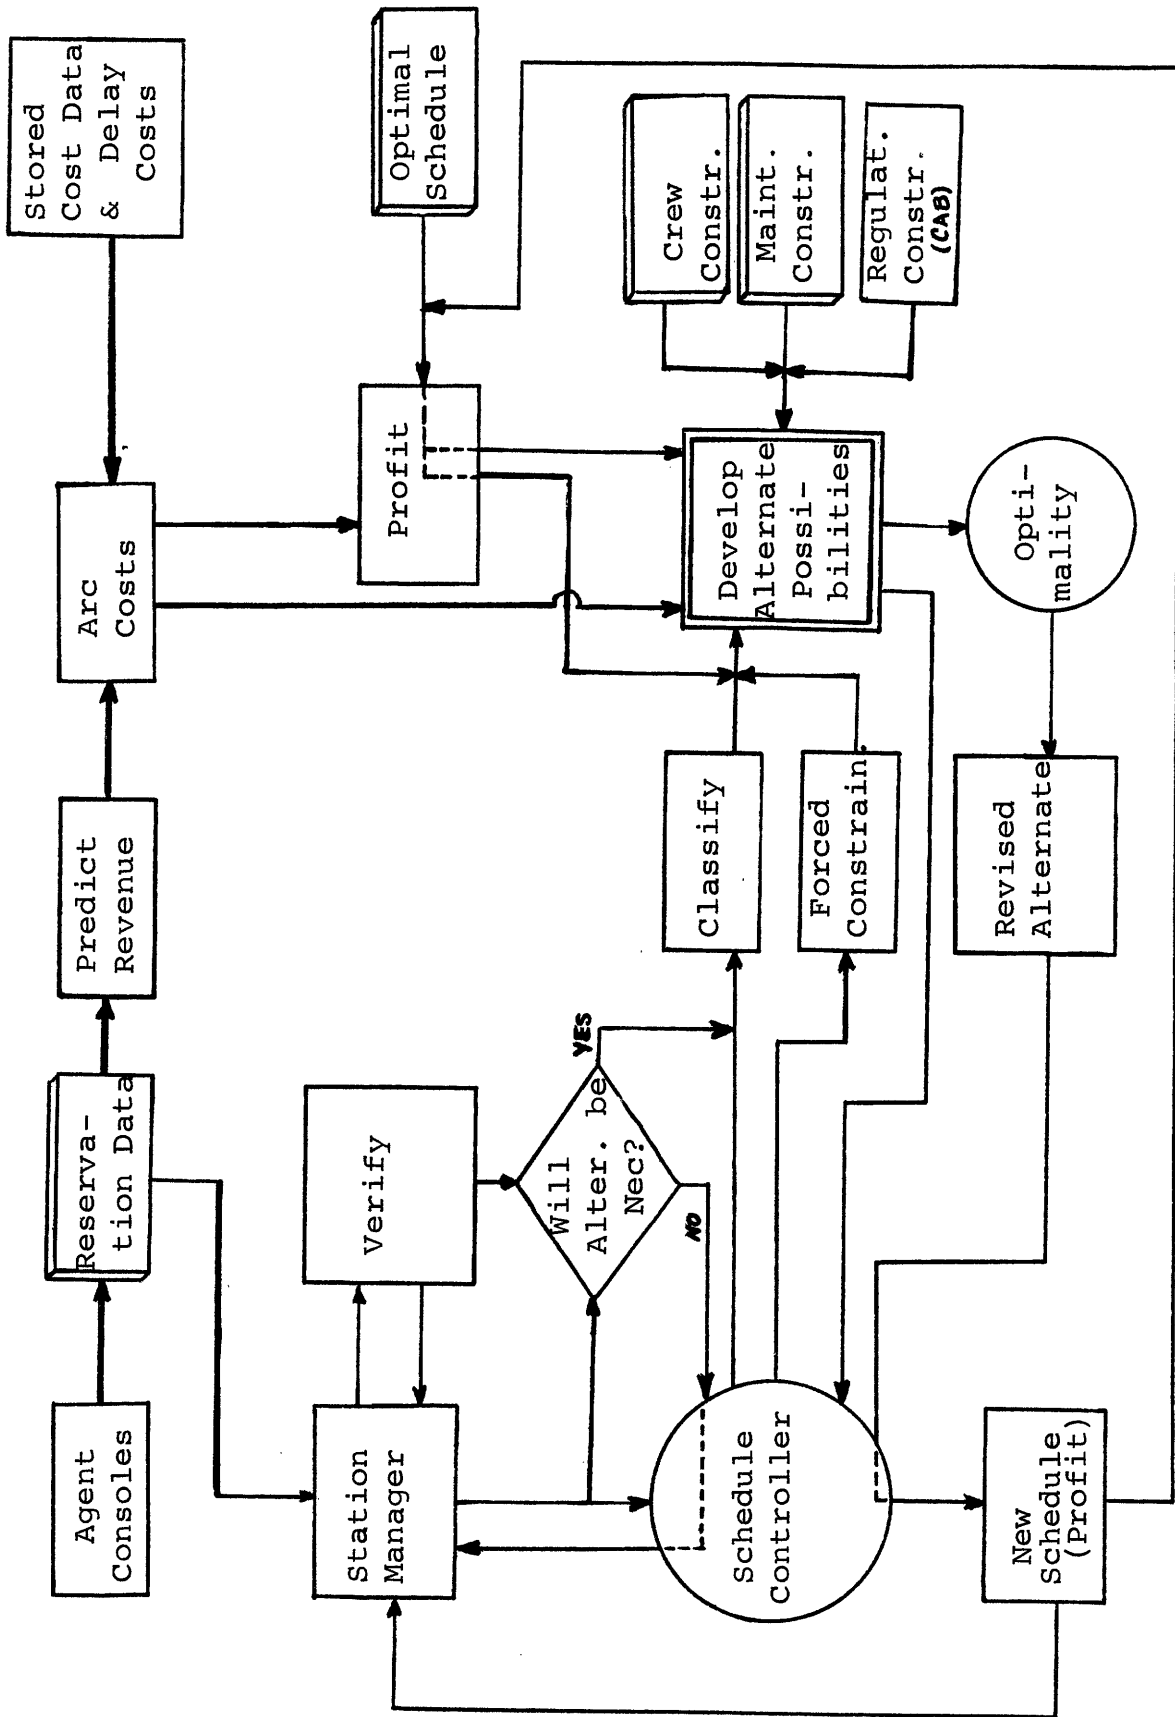 Agent
Consoles
Reserva-
tion Data
Predict
Revenue
Arc
Costs
Stored
Cost Data
& Delay
Costs
Station
Manager
Verify
Profit
Optimal
Schedule
Will
Alter. be
Nec?
YES
NO
Schedule
Controller
Classify
Forced
Constrain.
Develop
Alternate
Possi-
bilities
Crew
Constr.
Maint.
Constr.
Regulat.
Constr.
(CAB)
New
Schedule
(Profit)
Revised
Alternate
Opti-
mality